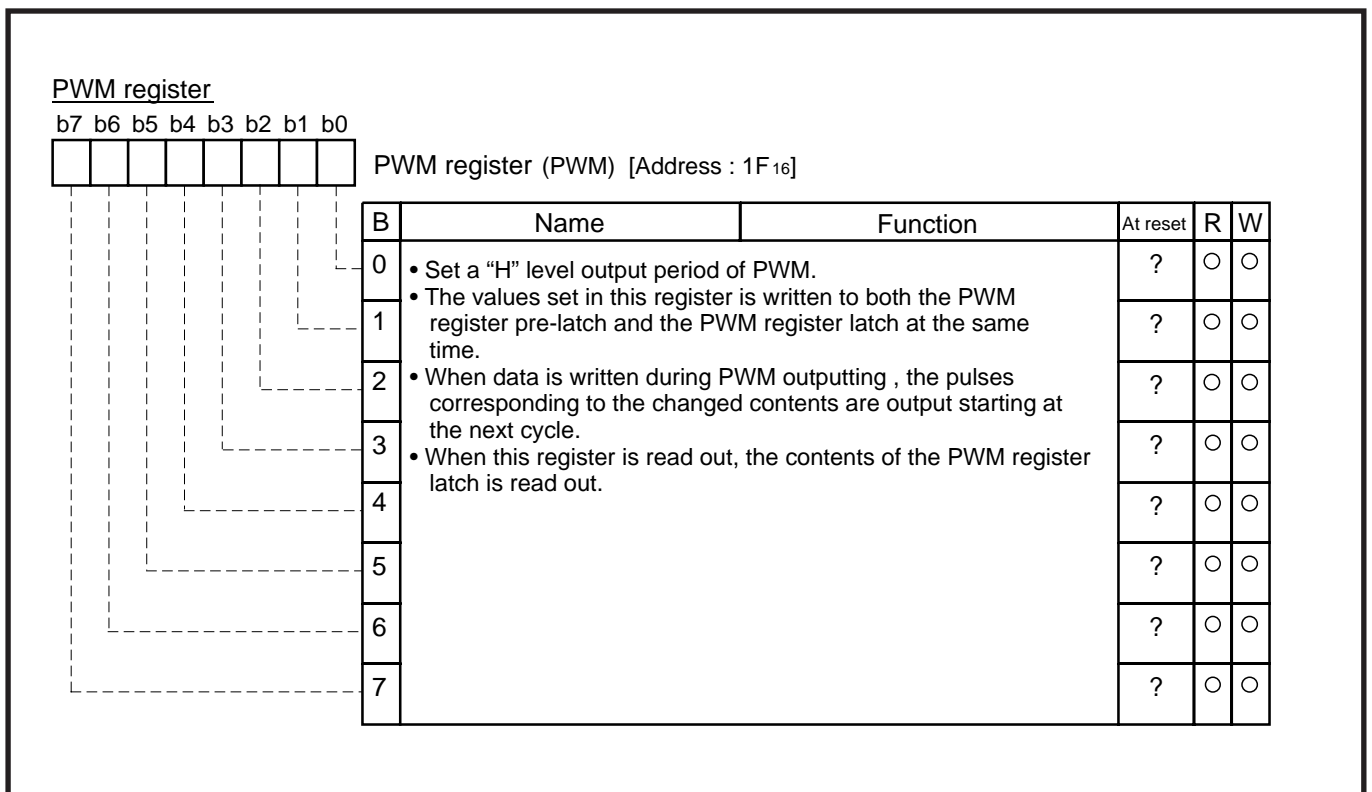 PWM register
b7 b6 b5 b4 b3 b2 b1 b0
PWM register (PWM) [Address : 1F16]
B Name Function At reset R W
0 • Set a “H” level output period of PWM. ? ○ ○
• The values set in this register is written to both the PWM
1 register pre-latch and the PWM register latch at the same ? ○ ○
time.
2 • When data is written during PWM outputting , the pulses ? ○ ○
corresponding to the changed contents are output starting at
the next cycle.
3 ? ○ ○
• When this register is read out, the contents of the PWM register
latch is read out.
4 ? ○ ○
5 ? ○ ○
6 ? ○ ○
7 ? ○ ○